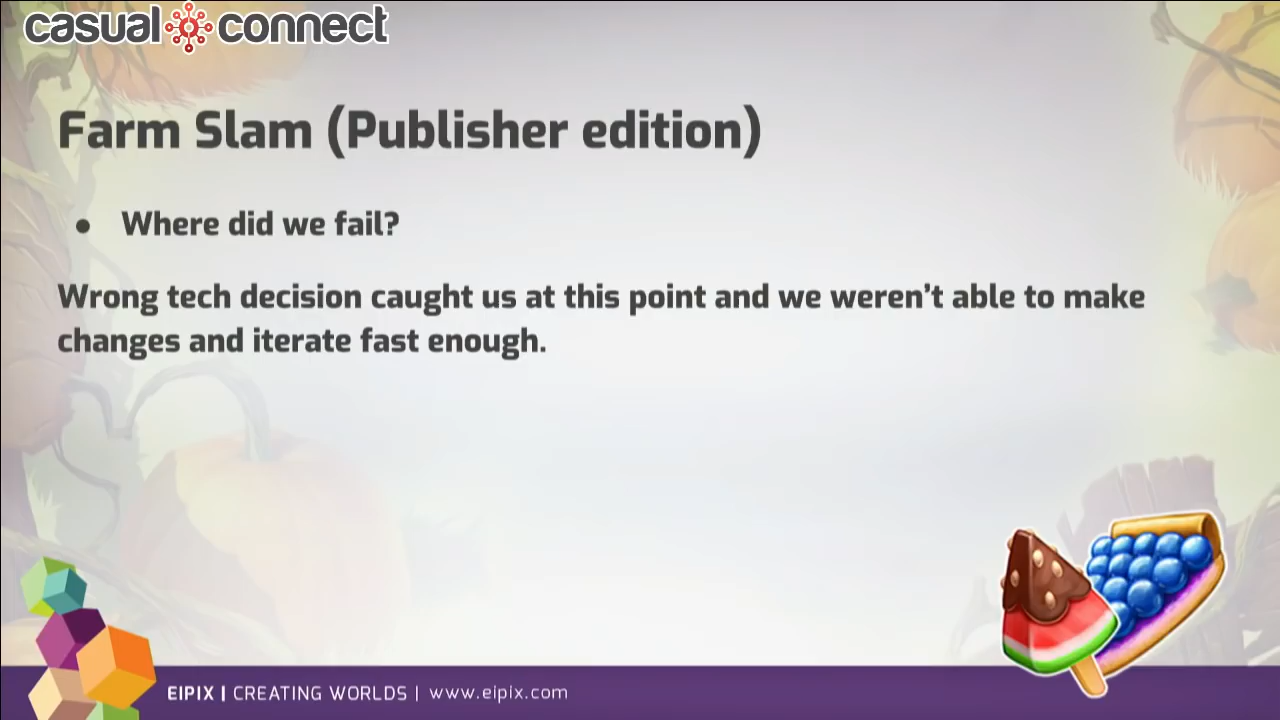 casual connect
Farm Slam (Publisher edition)
● Where did we fail?
Wrong tech decision caught us at this point and we weren’t able to make
changes and iterate fast enough.
EIPIX | CREATING WORLDS | www.eipix.com